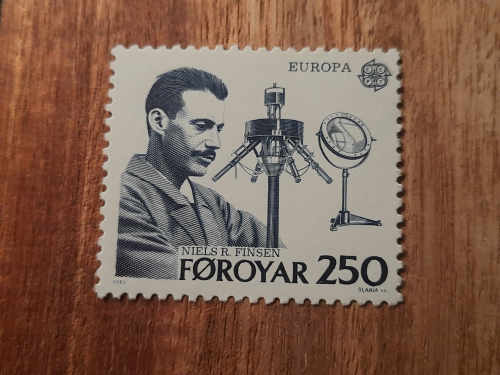 EUROPA
NIELS R. FINSEN
FØROYAR 250
SLANIA sc.